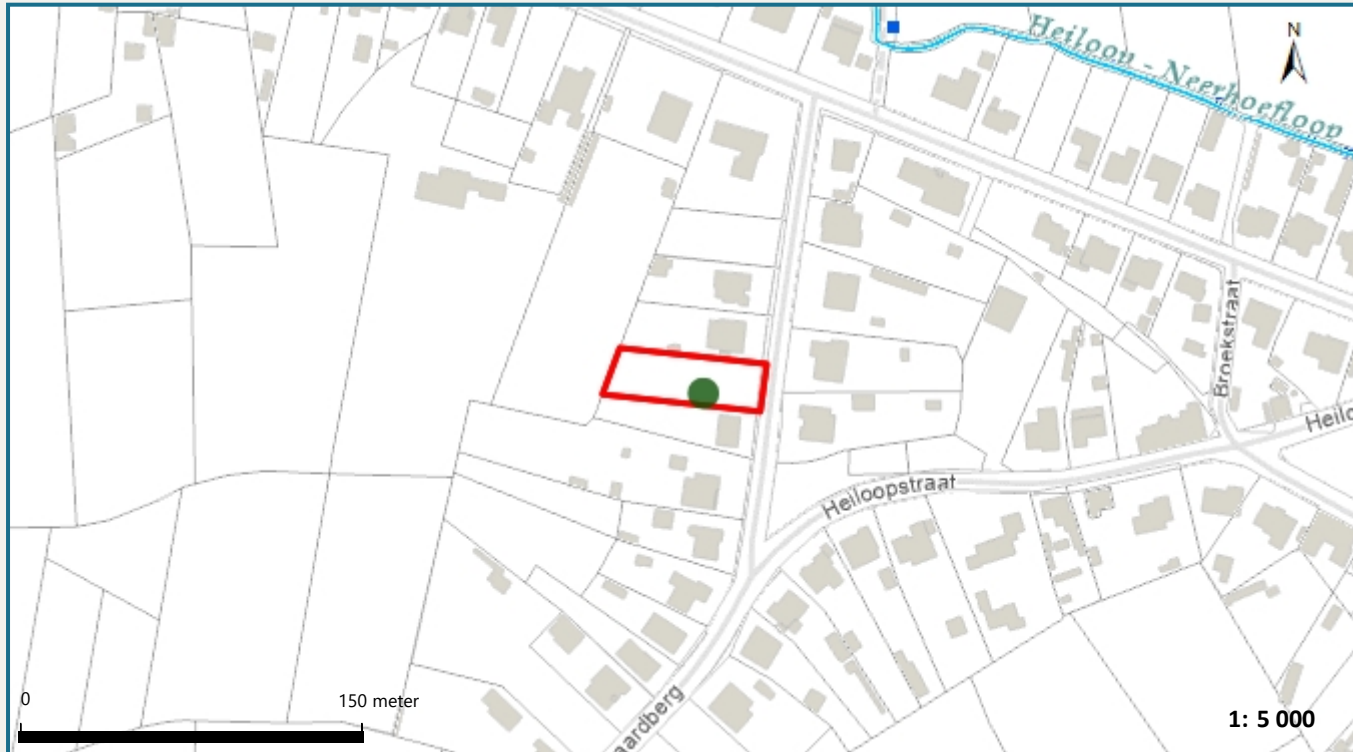 Heiloop - Neerhoefloop
N
Broekstraat
Heilo
Heiloopstraat
aardberg
0
150 meter
1: 5 000